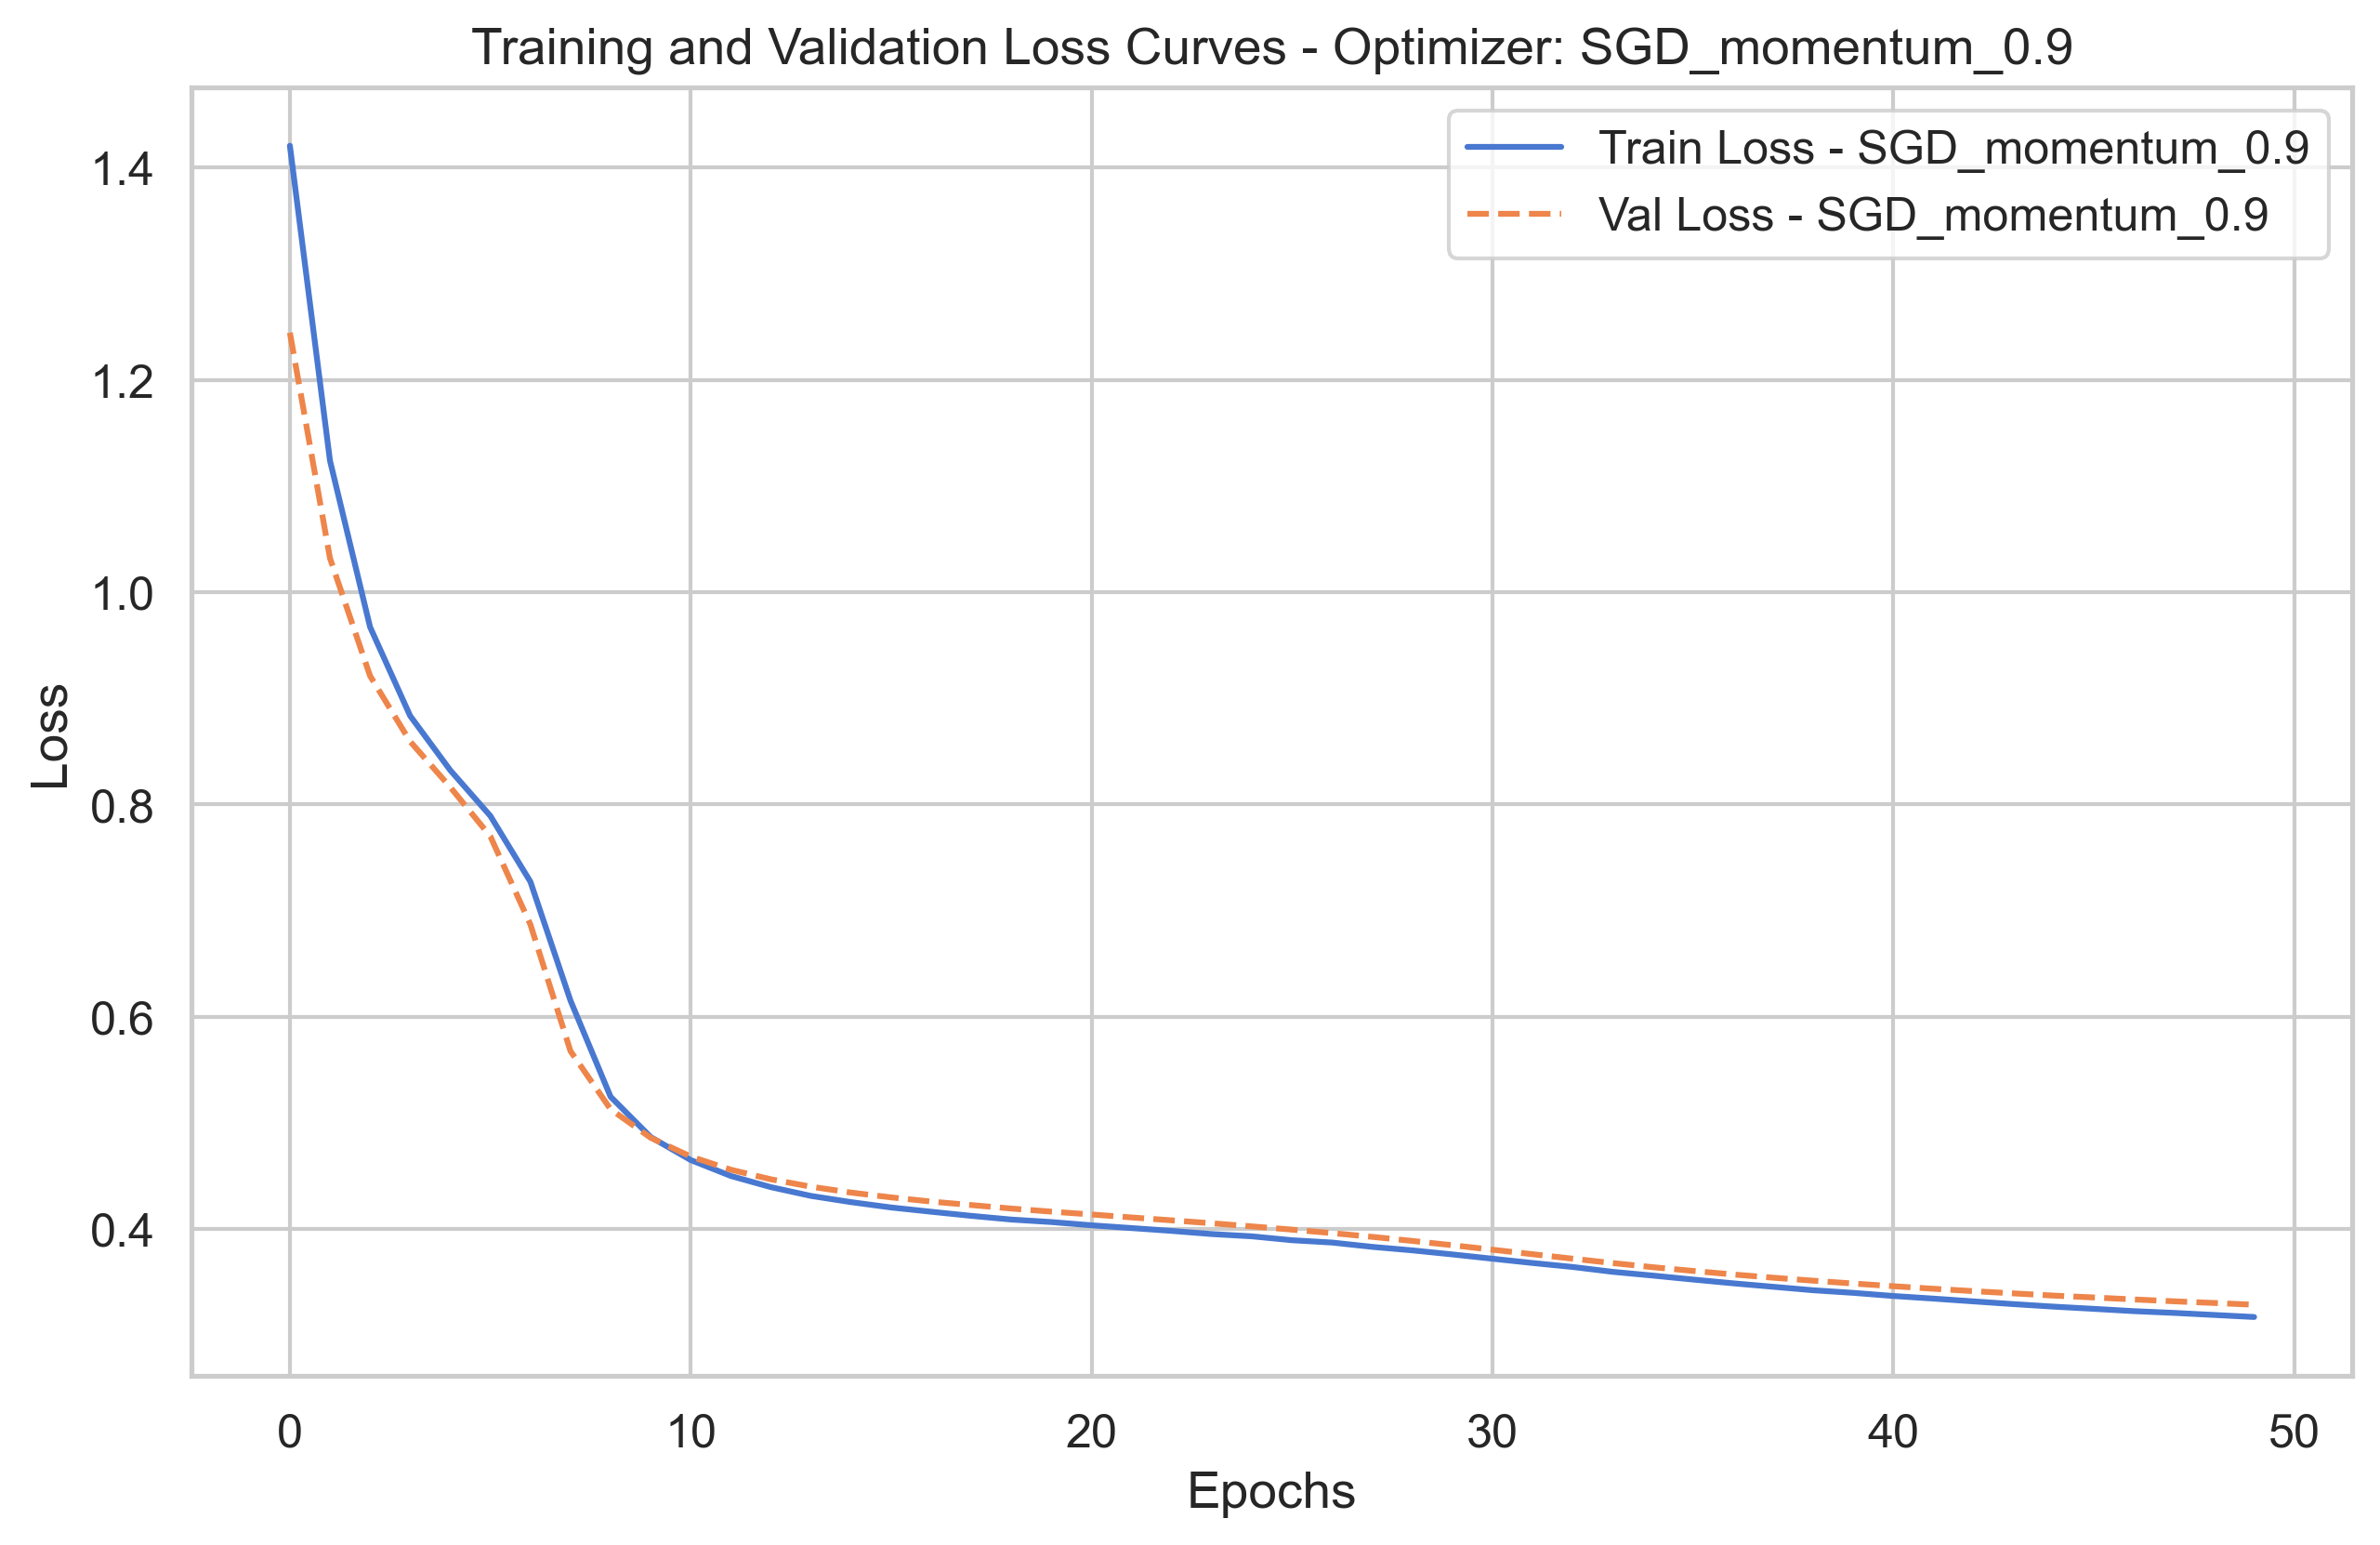 Training and Validation Loss Curves - Optimizer: SGD_momentum_0.9
Train Loss - SGD_momentum_0.9
Val Loss - SGD_momentum_0.9
1.4
1.2
1.0
0.8
0.6
0.4
Loss
0 10 20 30 40 50
Epochs